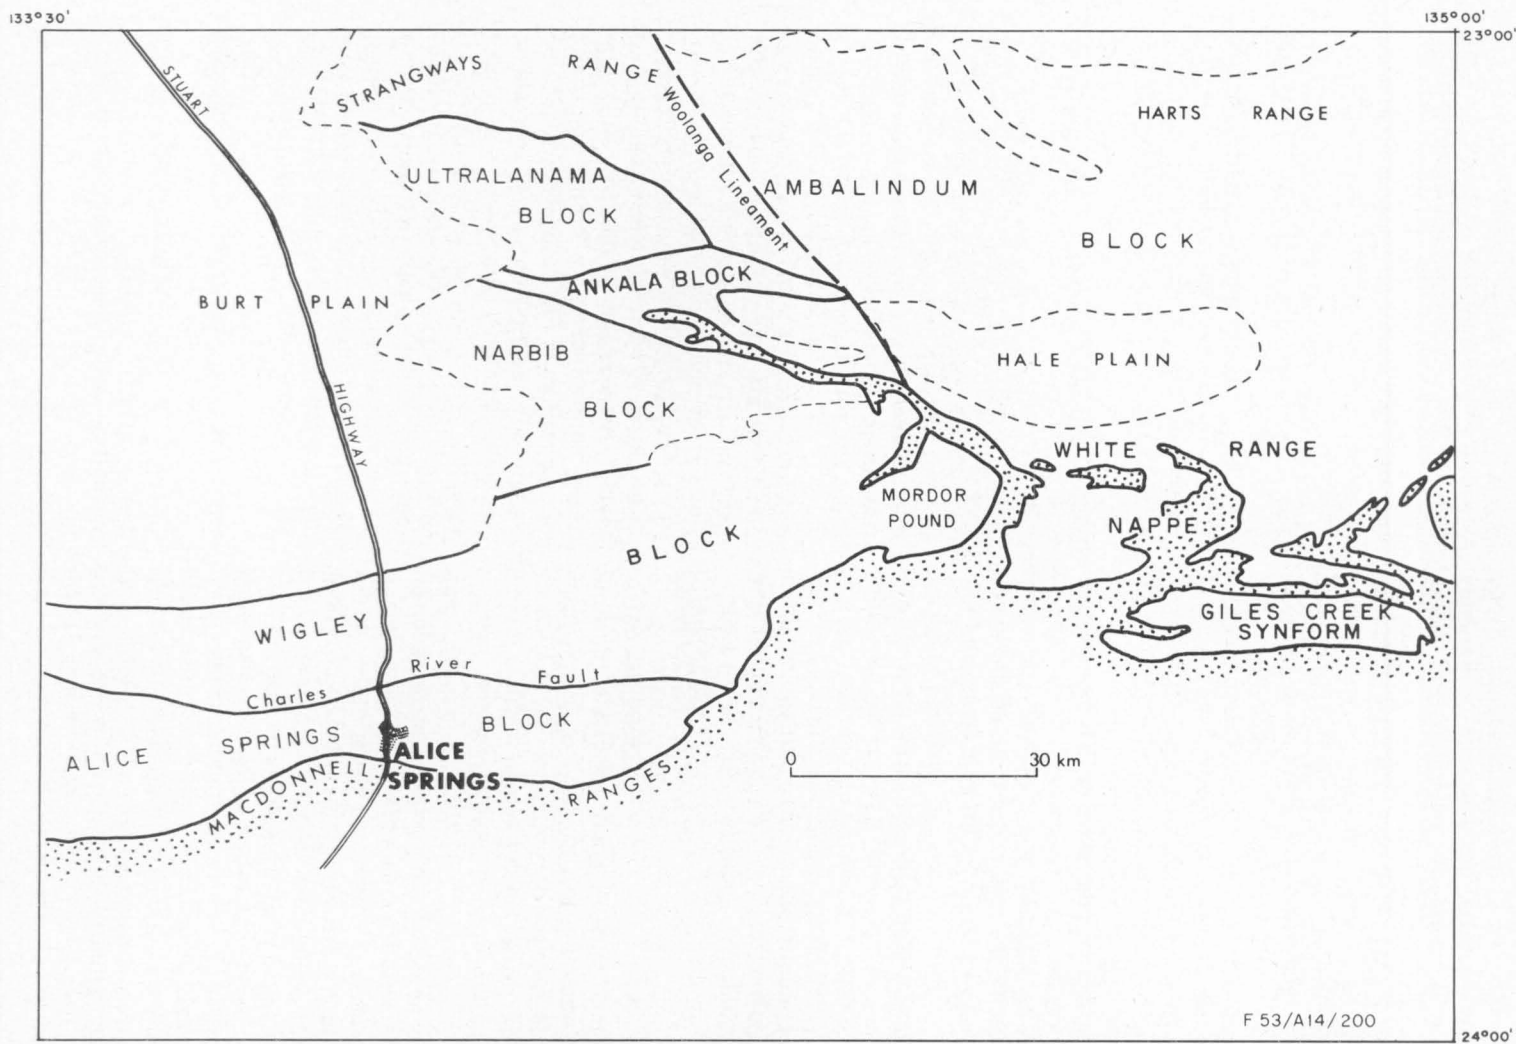 133°30'
135°00'
23°00'
STRANGWAYS RANGE
STUART
Woolanga Lineament
HARTS RANGE
ULTRALANAMA
BLOCK
AMBALINDUM
BLOCK
ANKALA BLOCK
BURT PLAIN
NARBIB
BLOCK
HALE PLAIN
HIGHWAY
WHITE RANGE
NAPPE
MORDOR
POUND
BLOCK
WIGLEY
GILES CREEK
SYNFORM
Charles River Fault
ALICE SPRINGS BLOCK
ALICE
SPRINGS
MACDONNELL RANGES
0 30 km
F 53/A14/200
24°00'